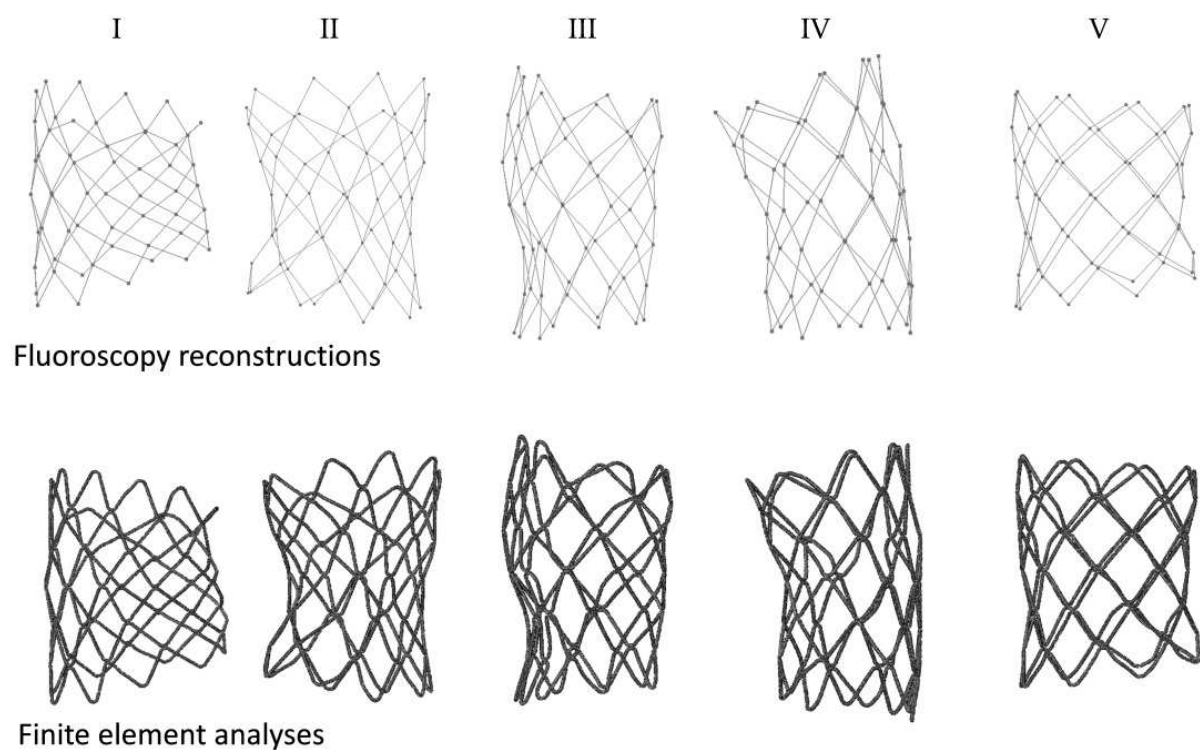 I II III IV V
Fluoroscopy reconstructions
Finite element analyses